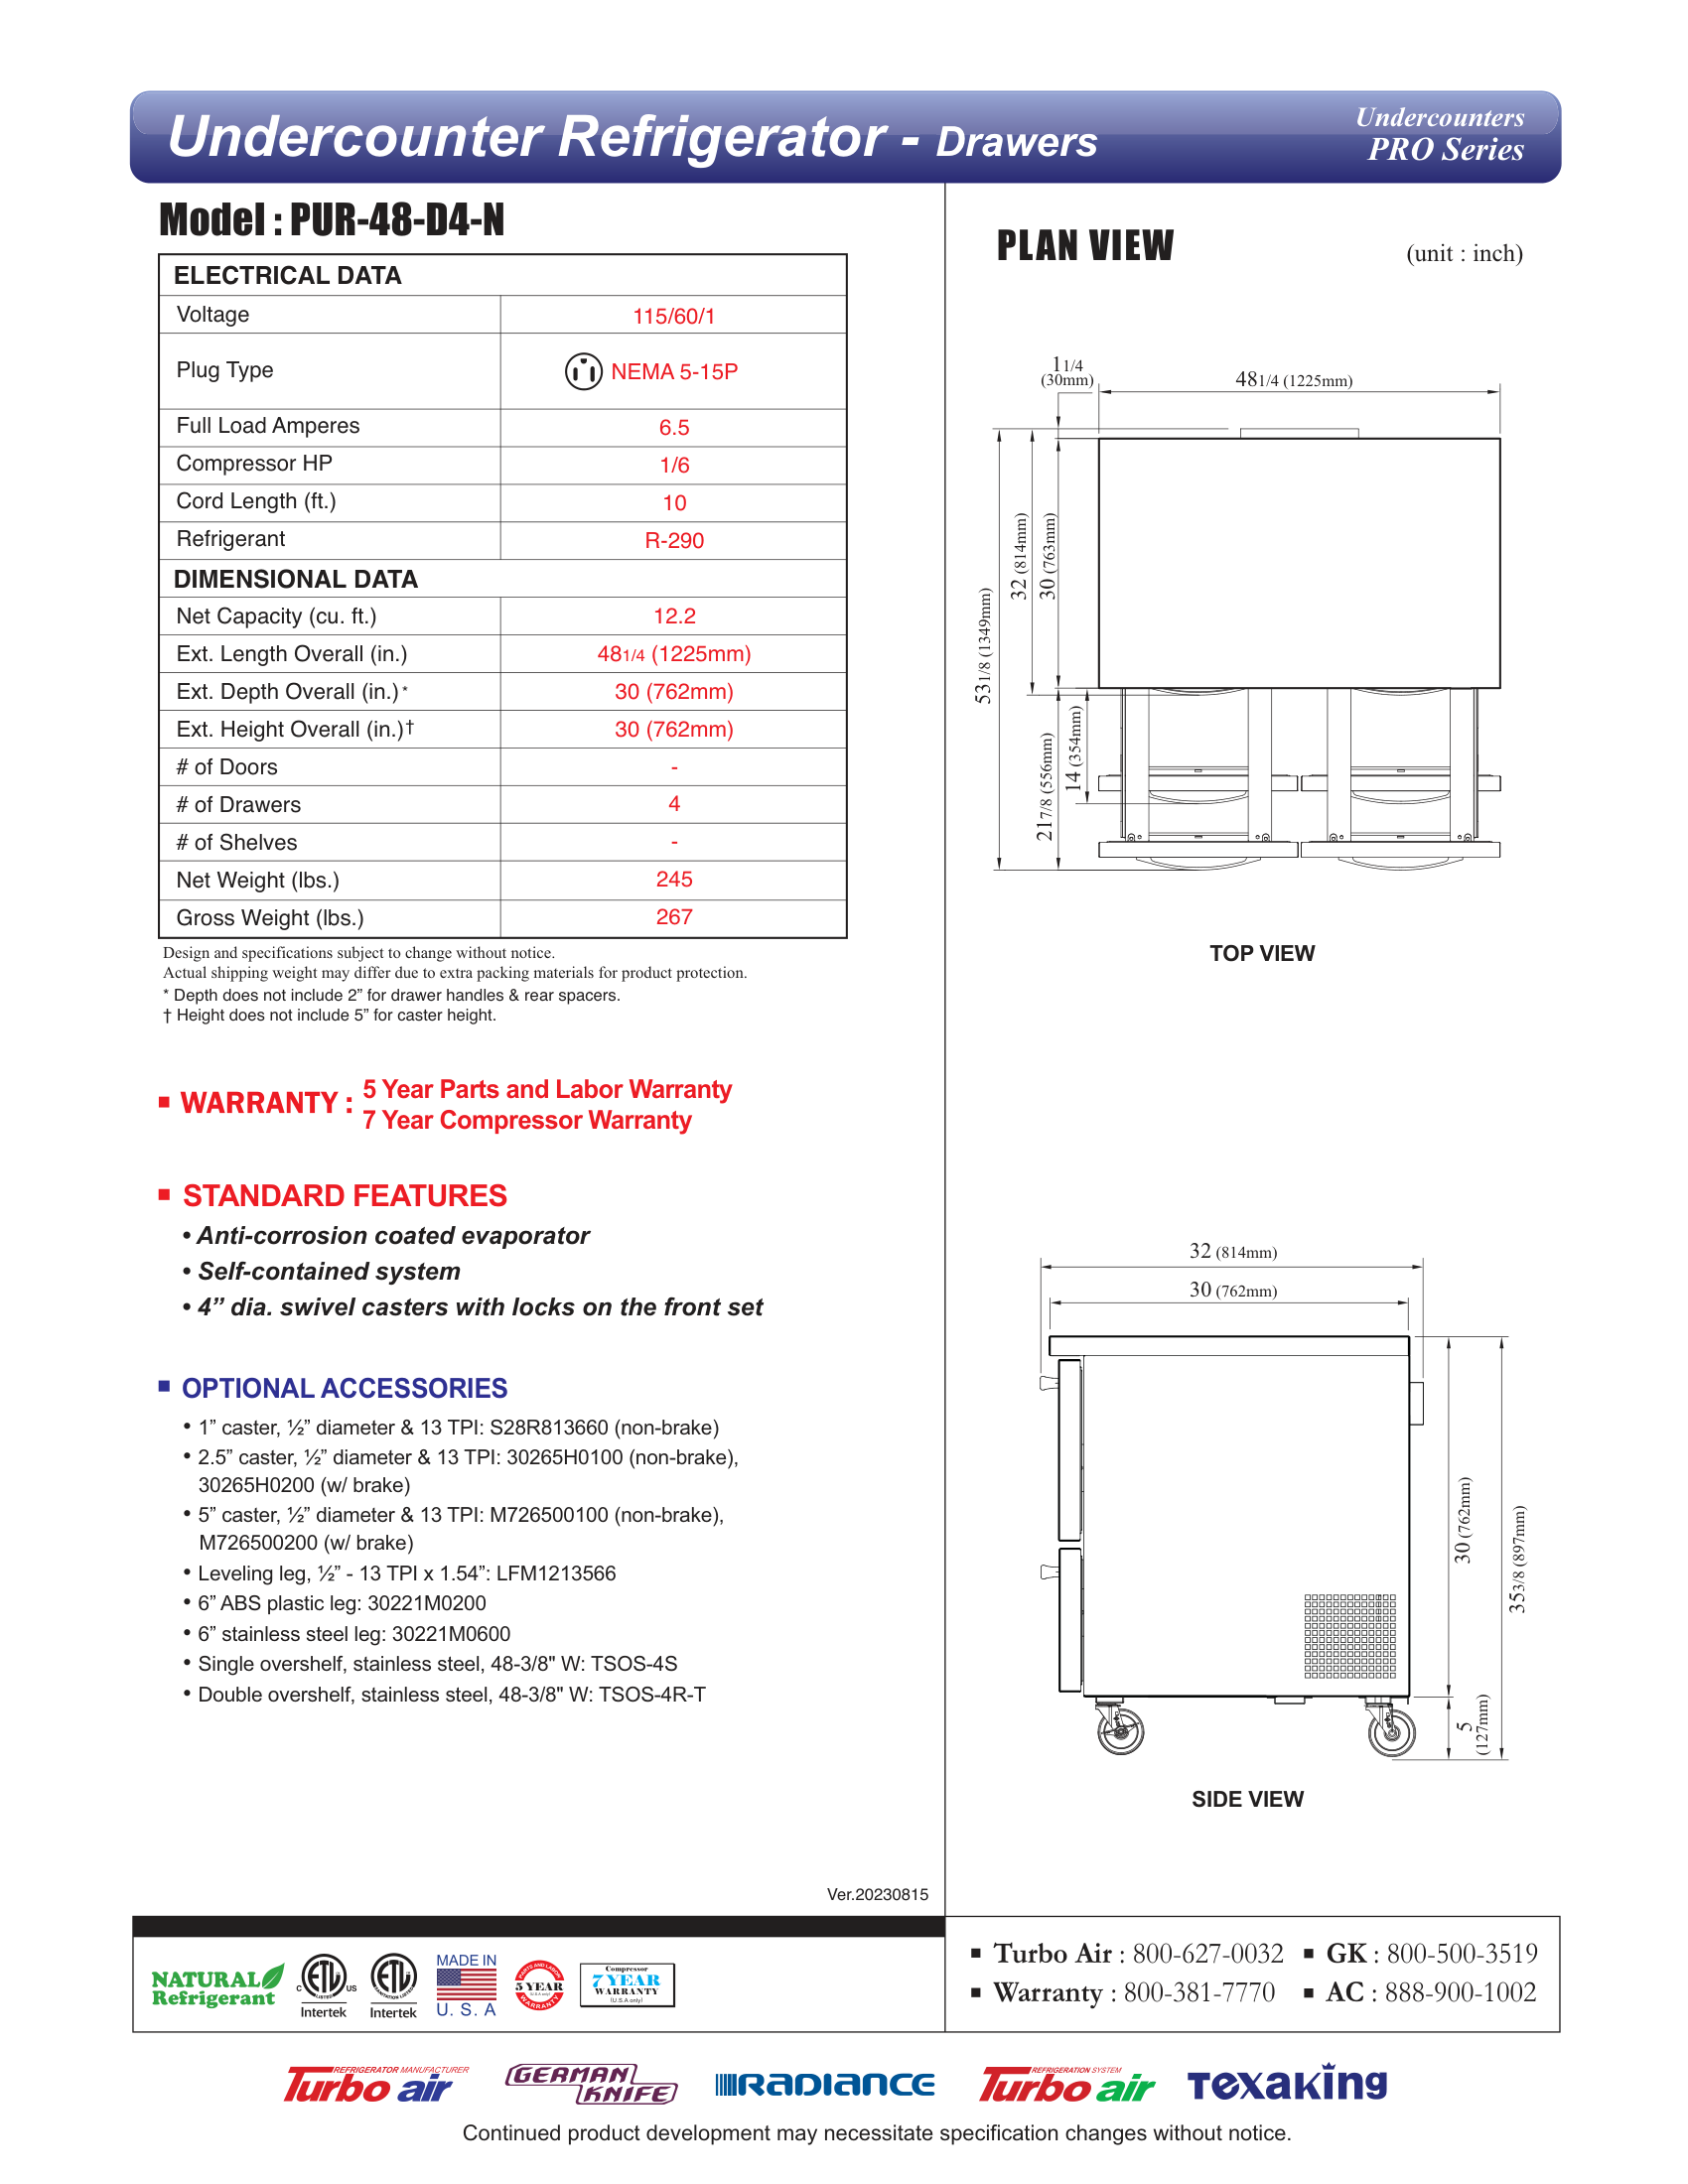 Undercounter Refrigerator - Drawers
Undercounters
PRO Series
Model : PUR-48-D4-N
ELECTRICAL DATA
Voltage 115/60/1
Plug Type NEMA 5-15P
Full Load Amperes 6.5
Compressor HP 1/6
Cord Length (ft.) 10
Refrigerant R-290
DIMENSIONAL DATA
Net Capacity (cu. ft.) 12.2
Ext. Length Overall (in.) 481/4 (1225mm)
Ext. Depth Overall (in.)* 30 (762mm)
Ext. Height Overall (in.)† 30 (762mm)
# of Doors -
# of Drawers 4
# of Shelves -
Net Weight (lbs.) 245
Gross Weight (lbs.) 267
Design and specifications subject to change without notice.
Actual shipping weight may differ due to extra packing materials for product protection.
* Depth does not include 2” for drawer handles & rear spacers.
† Height does not include 5” for caster height.
■ WARRANTY : 5 Year Parts and Labor Warranty
7 Year Compressor Warranty
■ STANDARD FEATURES
• Anti-corrosion coated evaporator
• Self-contained system
• 4” dia. swivel casters with locks on the front set
■ OPTIONAL ACCESSORIES
• 1” caster, ½” diameter & 13 TPI: S28R813660 (non-brake)
• 2.5” caster, ½” diameter & 13 TPI: 30265H0100 (non-brake),
30265H0200 (w/ brake)
• 5” caster, ½” diameter & 13 TPI: M726500100 (non-brake),
M726500200 (w/ brake)
• Leveling leg, ½” - 13 TPI x 1.54”: LFM1213566
• 6” ABS plastic leg: 30221M0200
• 6” stainless steel leg: 30221M0600
• Single overshelf, stainless steel, 48-3/8" W: TSOS-4S
• Double overshelf, stainless steel, 48-3/8" W: TSOS-4R-T
Ver.20230815
PLAN VIEW
(unit : inch)
11/4
(30mm)
481/4 (1225mm)
531/8 (1349mm)
32 (814mm)
30 (763mm)
217/8 (556mm)
14 (354mm)
TOP VIEW
32 (814mm)
30 (762mm)
30 (762mm)
353/8 (897mm)
5
(127mm)
SIDE VIEW
NATURAL
Refrigerant
C ETL US
LISTED
Intertek
ETL
SANITATION LISTED
Intertek
MADE IN
U. S. A
PARTS AND LABOR
5 YEAR
(U.S.A only)
WARRANTY
Compressor
7 YEAR
WARRANTY
(U.S.A only)
■ Turbo Air : 800-627-0032 ■ GK : 800-500-3519
■ Warranty : 800-381-7770 ■ AC : 888-900-1002
REFRIGERATOR MANUFACTURER
Turbo air
GERMAN
KNIFE
RADIANCE
REFRIGERATION SYSTEM
Turbo air
TEXAKING
Continued product development may necessitate specification changes without notice.